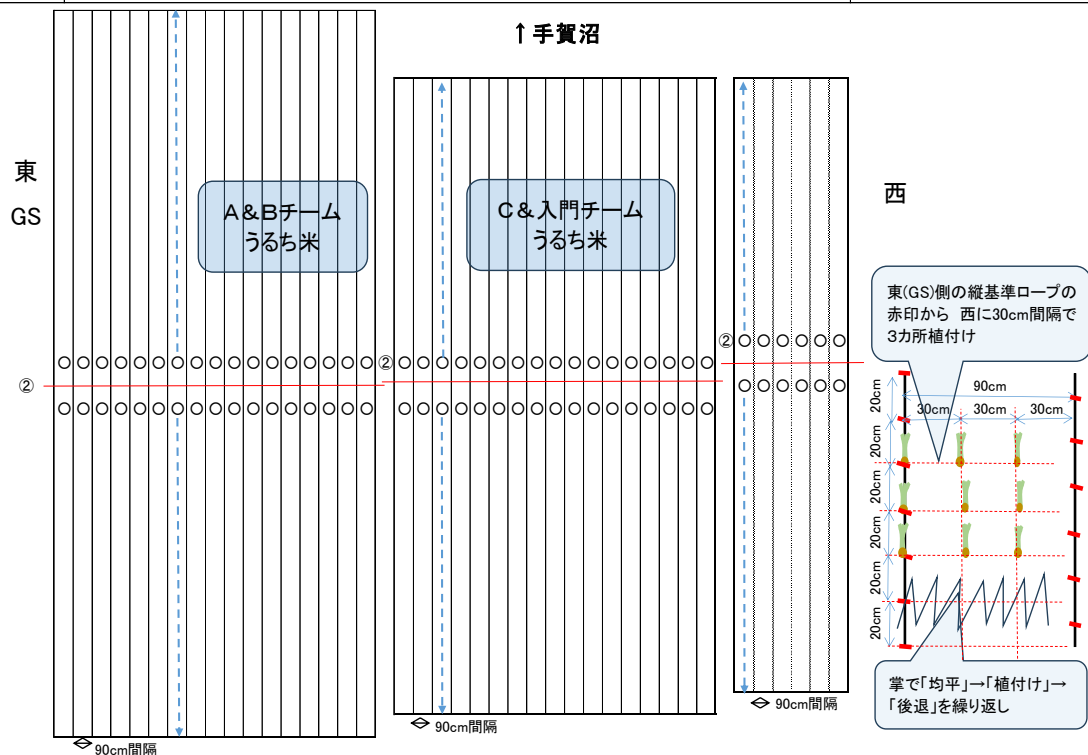 ↑手賀沼
東
GS
A&Bチーム
うるち米
C&入門チーム
うるち米
西
②
②
②
90cm間隔
90cm間隔
90cm間隔
東(GS)側の縦基準ロープの
赤印から 西に30cm間隔で
3カ所植付け
90cm
30cm
30cm
30cm
20cm
20cm
20cm
20cm
20cm
20cm
掌で「均平」→「植付け」→
「後退」を繰り返し